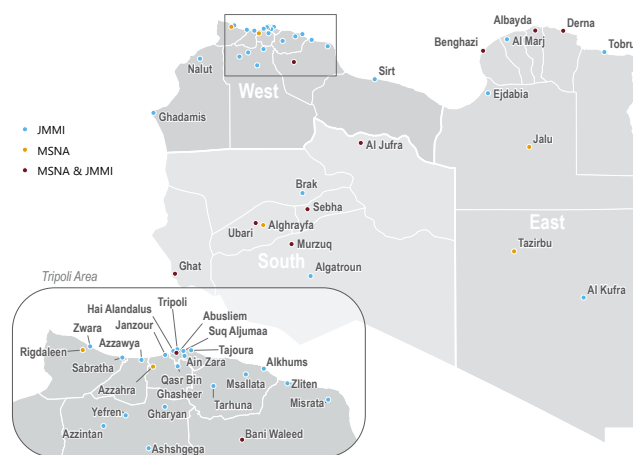 Albayda
Derna
Benghazi
Al Marj
Tobru
Nalut
Sirt
West
Ejdabia
Ghadamis
JMMI
MSNA
MSNA & JMMI
Al Jufra
Jalu
Brak
Sebha
Ubari
Alghrayfa
East
Murzuq
Tazirbu
Ghat
South
Algatroun
Al Kufra
Tripoli Area
Tripoli
Hai Alandalus
Abusliem
Janzour
Suq Aljumaa
Zwara
Azzawya
Tajoura
Rigdaleen
Ain Zara
Alkhums
Sabratha
Qasr Bin
Ghasheer
Msallata
Zliten
Azzahra
Tarhuna
Misrata
Yefren
Gharyan
Azzintan
Bani Waleed
Ashshgega